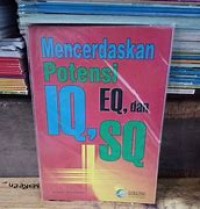 Mencerdaskan
Potensi
IQ, EQ, dan
SQ